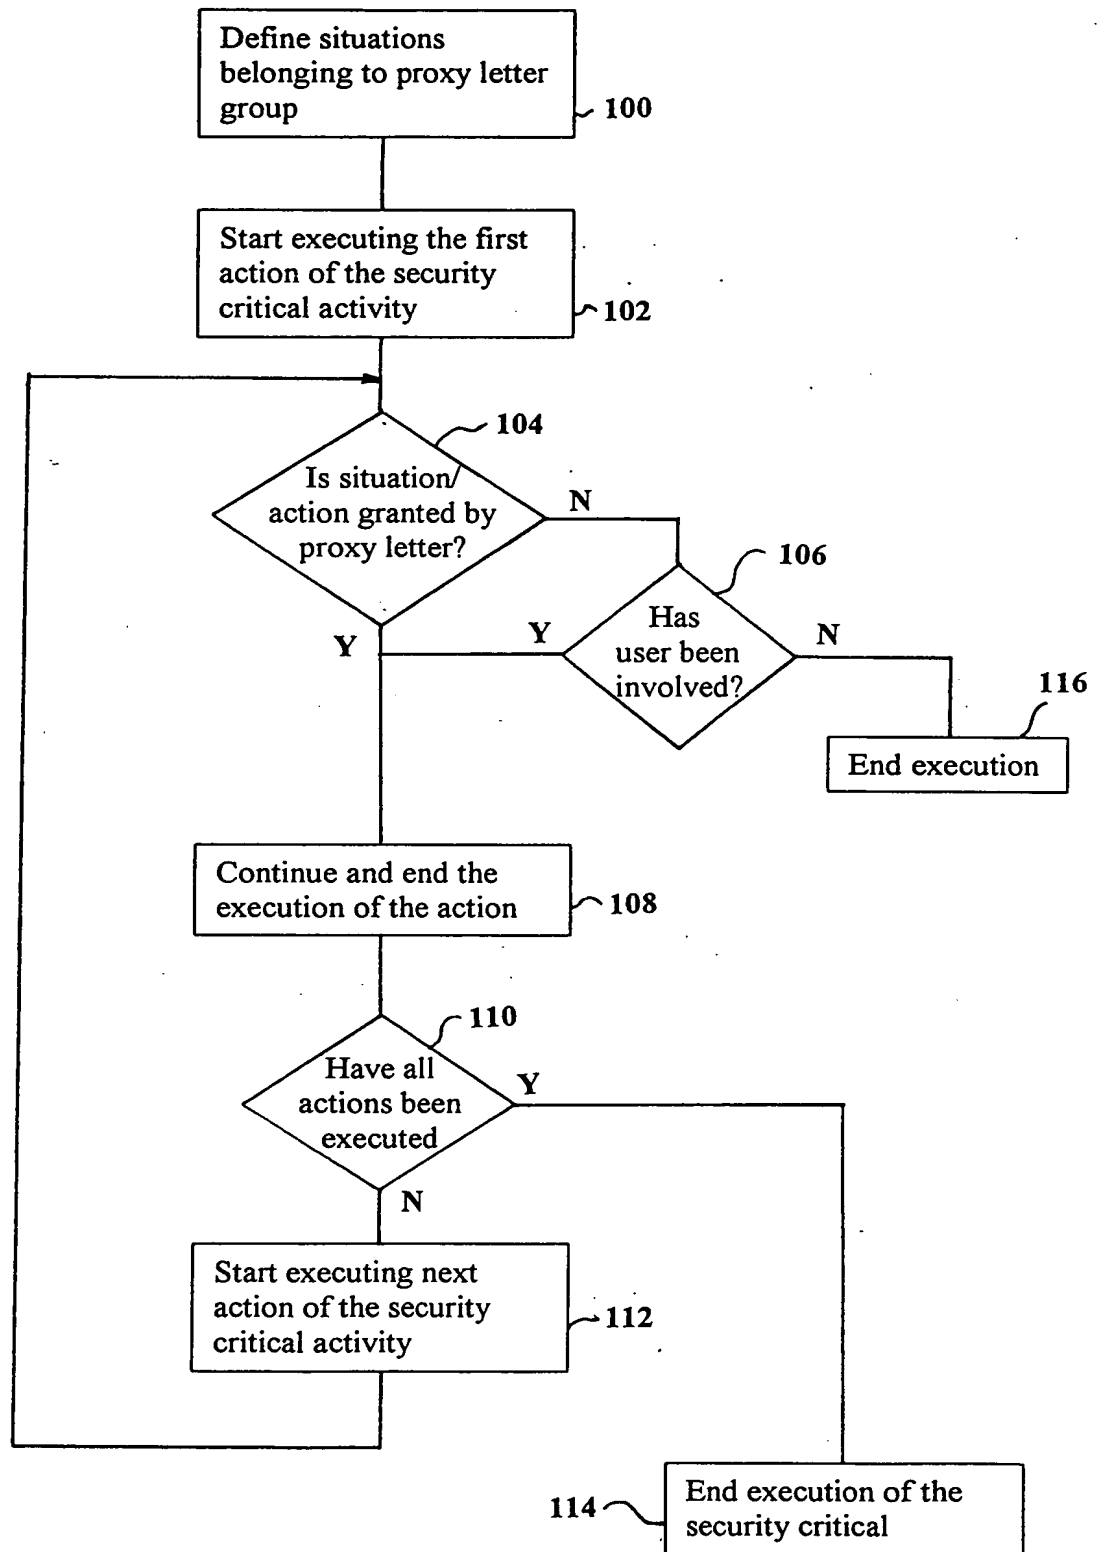 Define situations
belonging to proxy letter
group
100
Start executing the first
action of the security
critical activity
102
104
Is situation/
action granted by
proxy letter?
N
106
Has
user been
involved?
Y
Y
N
116
End execution
Continue and end the
execution of the action
108
110
Have all
actions been
executed
Y
N
Start executing next
action of the security
critical activity
112
114
End execution of the
security critical